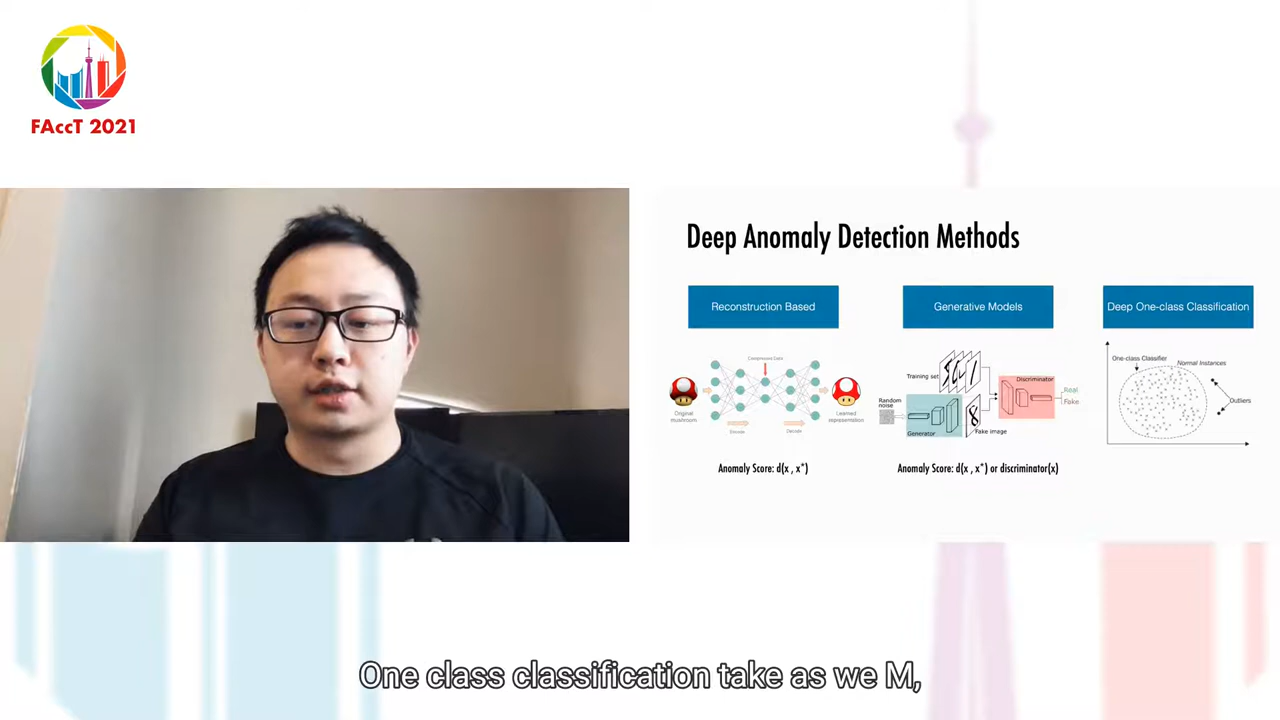 FAccT 2021
Deep Anomaly Detection Methods
Reconstruction Based
Generative Models
Deep One-class Classification
Compressed Data
Original
mushroom
Encode
Decode
Learned
representation
Anomaly Score: d(x , x*)
Training set
Random
noise
Generator
Fake image
Discriminator
Real
Fake
Anomaly Score: d(x , x*) or discriminator(x)
One-class Classifier
Normal Instances
Outliers
One class classification take as we M,